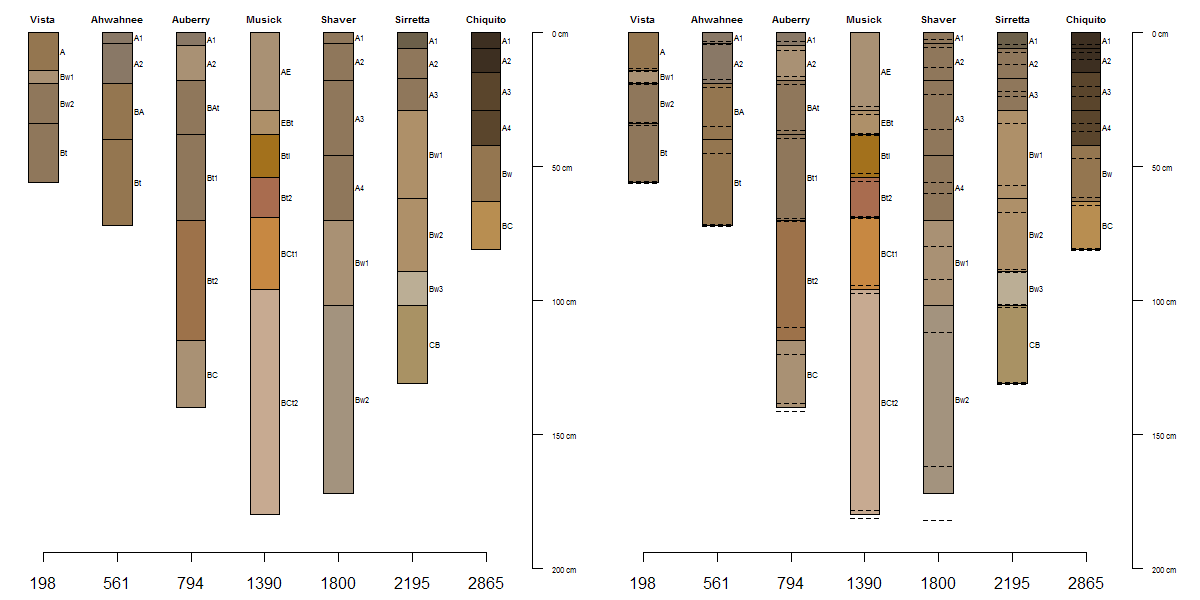 Vista Ahwahnee Auberry Musick Shaver Sirretta Chiquito
A
Bw1
Bw2
Bt
A1
A2
BA
Bt
A1
A2
BAt
Bt1
Bt2
BC
AE
EBt
Btl
Bt2
BCt1
BCt2
A1
A2
A3
A4
Bw1
Bw2
A1
A2
A3
Bw1
Bw2
Bw3
CB
A1
A2
A3
A4
Bw
BC
0 cm
50 cm
100 cm
150 cm
200 cm
198 561 794 1390 1800 2195 2865
Vista Ahwahnee Auberry Musick Shaver Sirretta Chiquito
A
Bw1
Bw2
Bt
A1
A2
BA
Bt
A1
A2
BAt
Bt1
Bt2
BC
AE
EBt
Btl
Bt2
BCt1
BCt2
A1
A2
A3
A4
Bw1
Bw2
A1
A2
A3
Bw1
Bw2
Bw3
CB
A1
A2
A3
A4
Bw
BC
0 cm
50 cm
100 cm
150 cm
200 cm
198 561 794 1390 1800 2195 2865